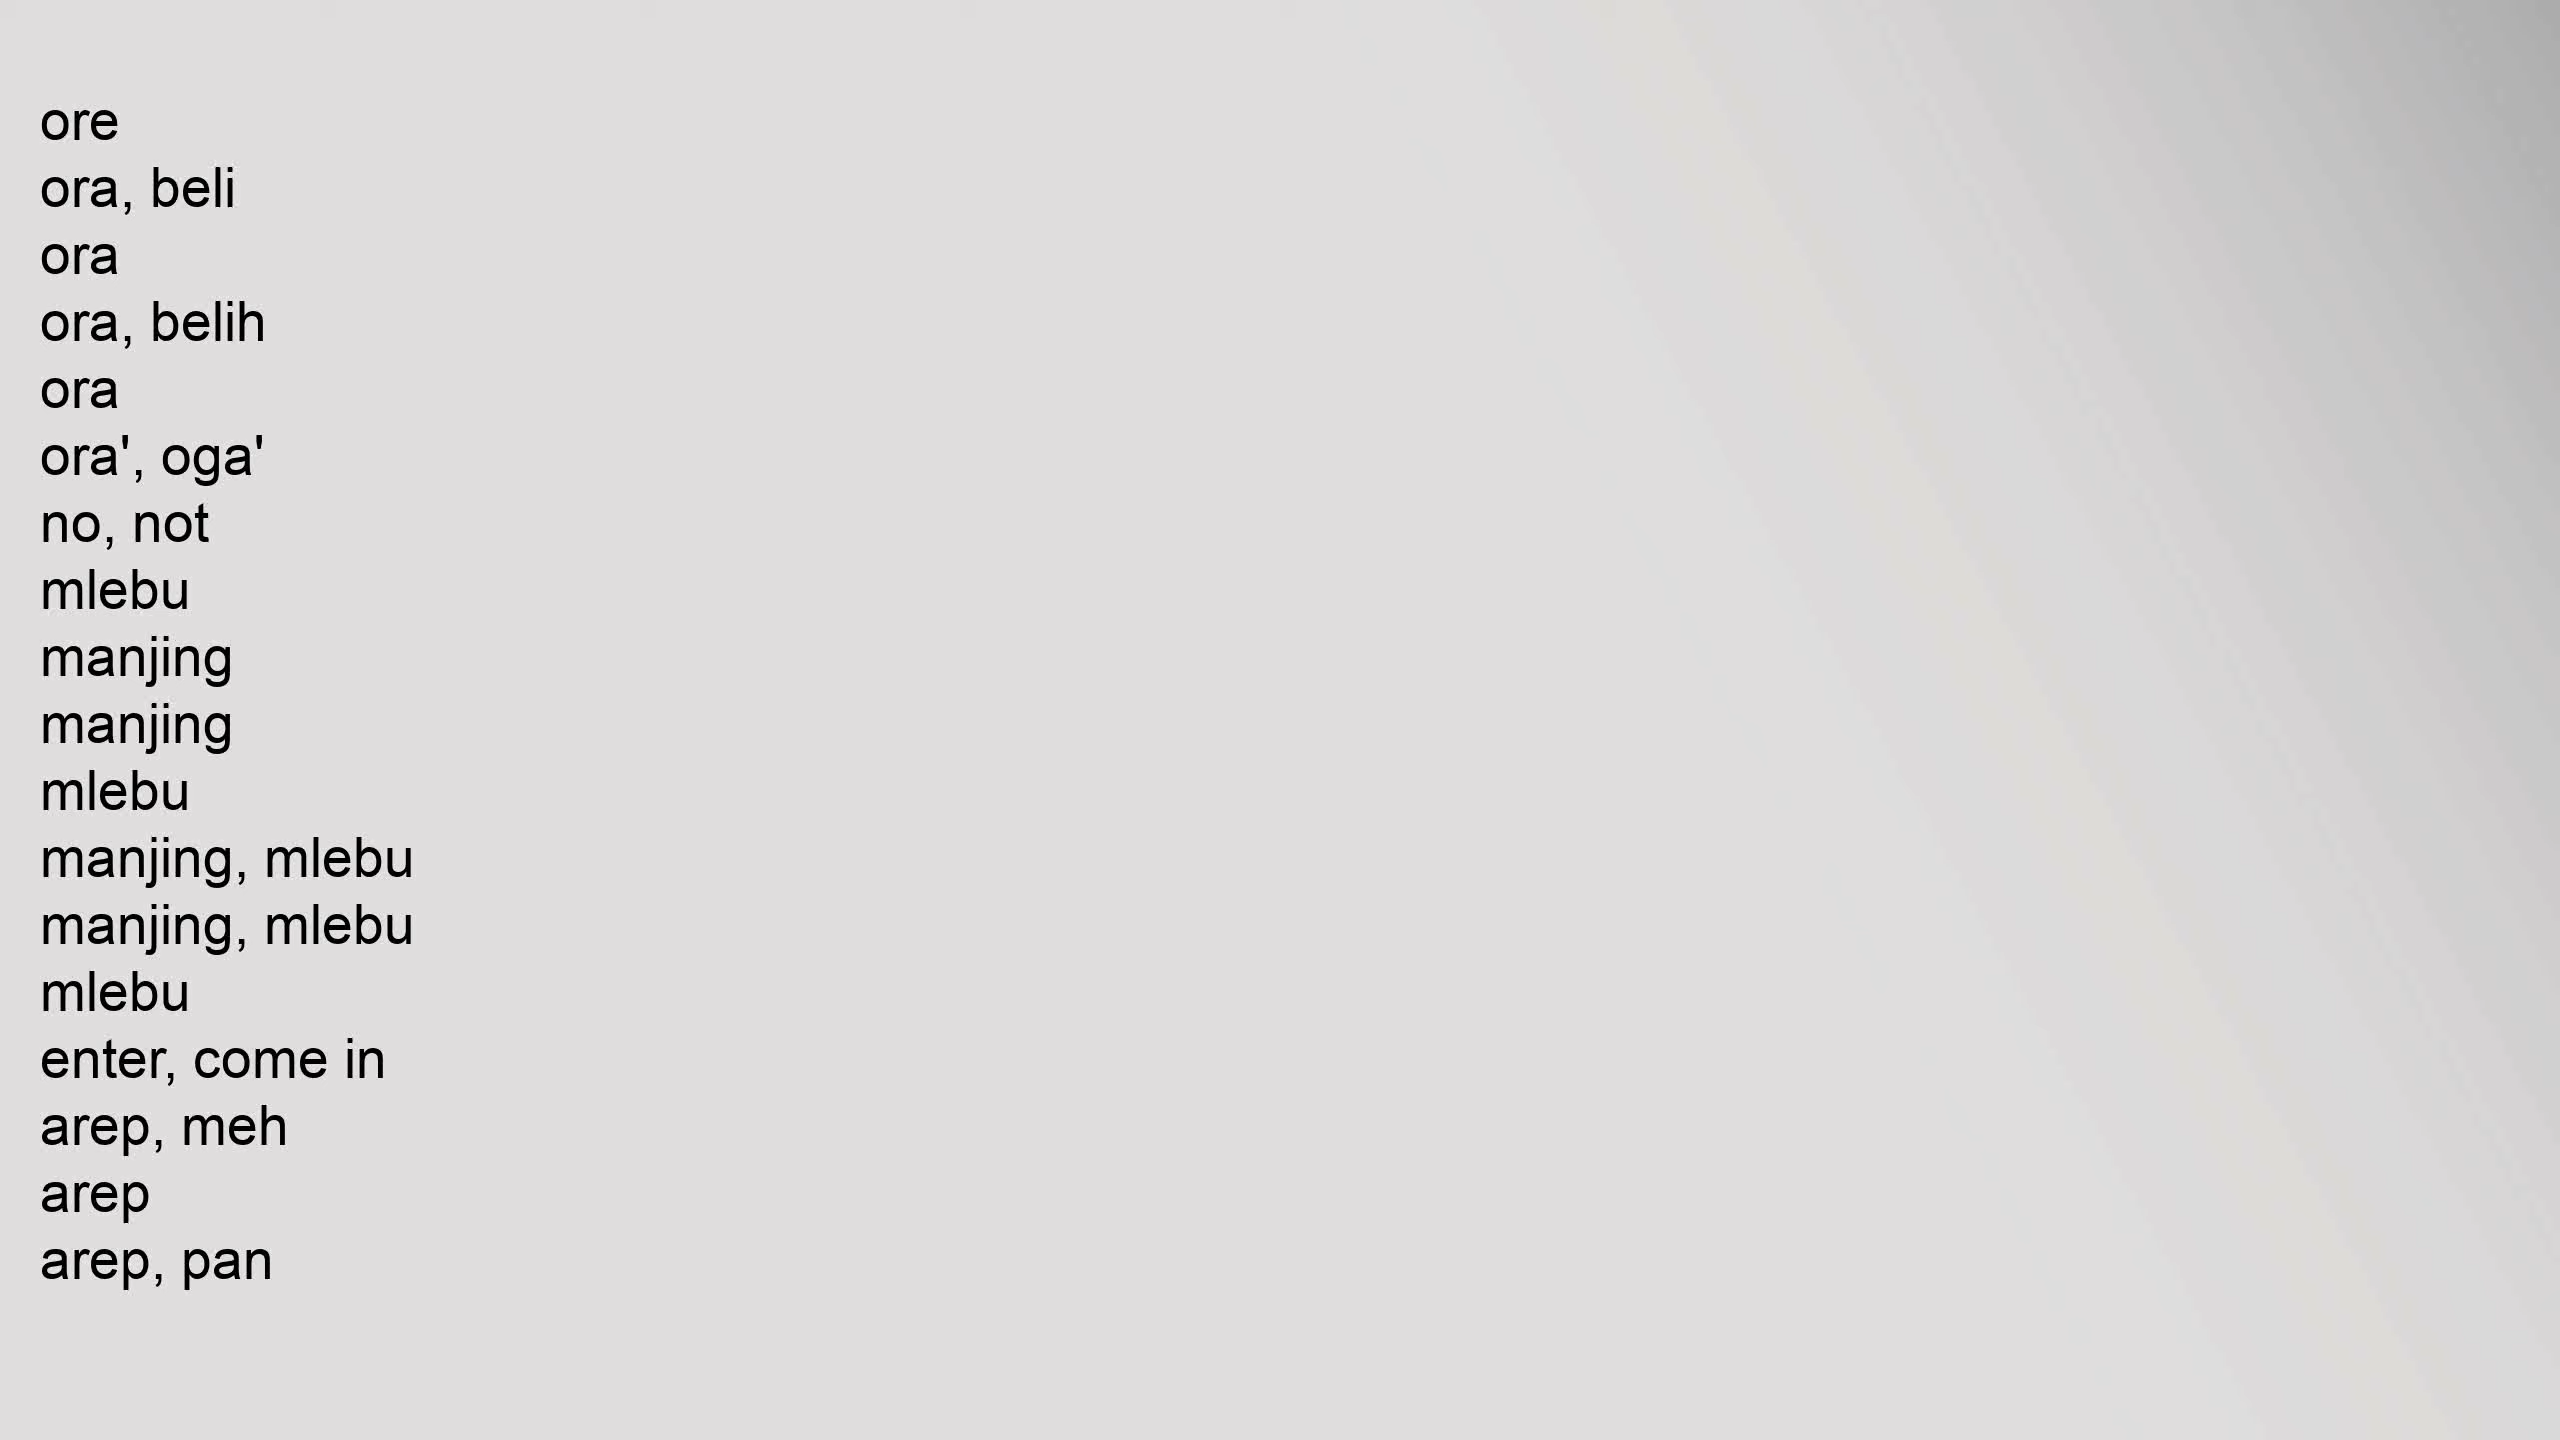 ore
ora, beli
ora
ora, belih
ora
ora', oga'
no, not
mlebu
manjing
manjing
mlebu
manjing, mlebu
manjing, mlebu
mlebu
enter, come in
arep, meh
arep
arep, pan